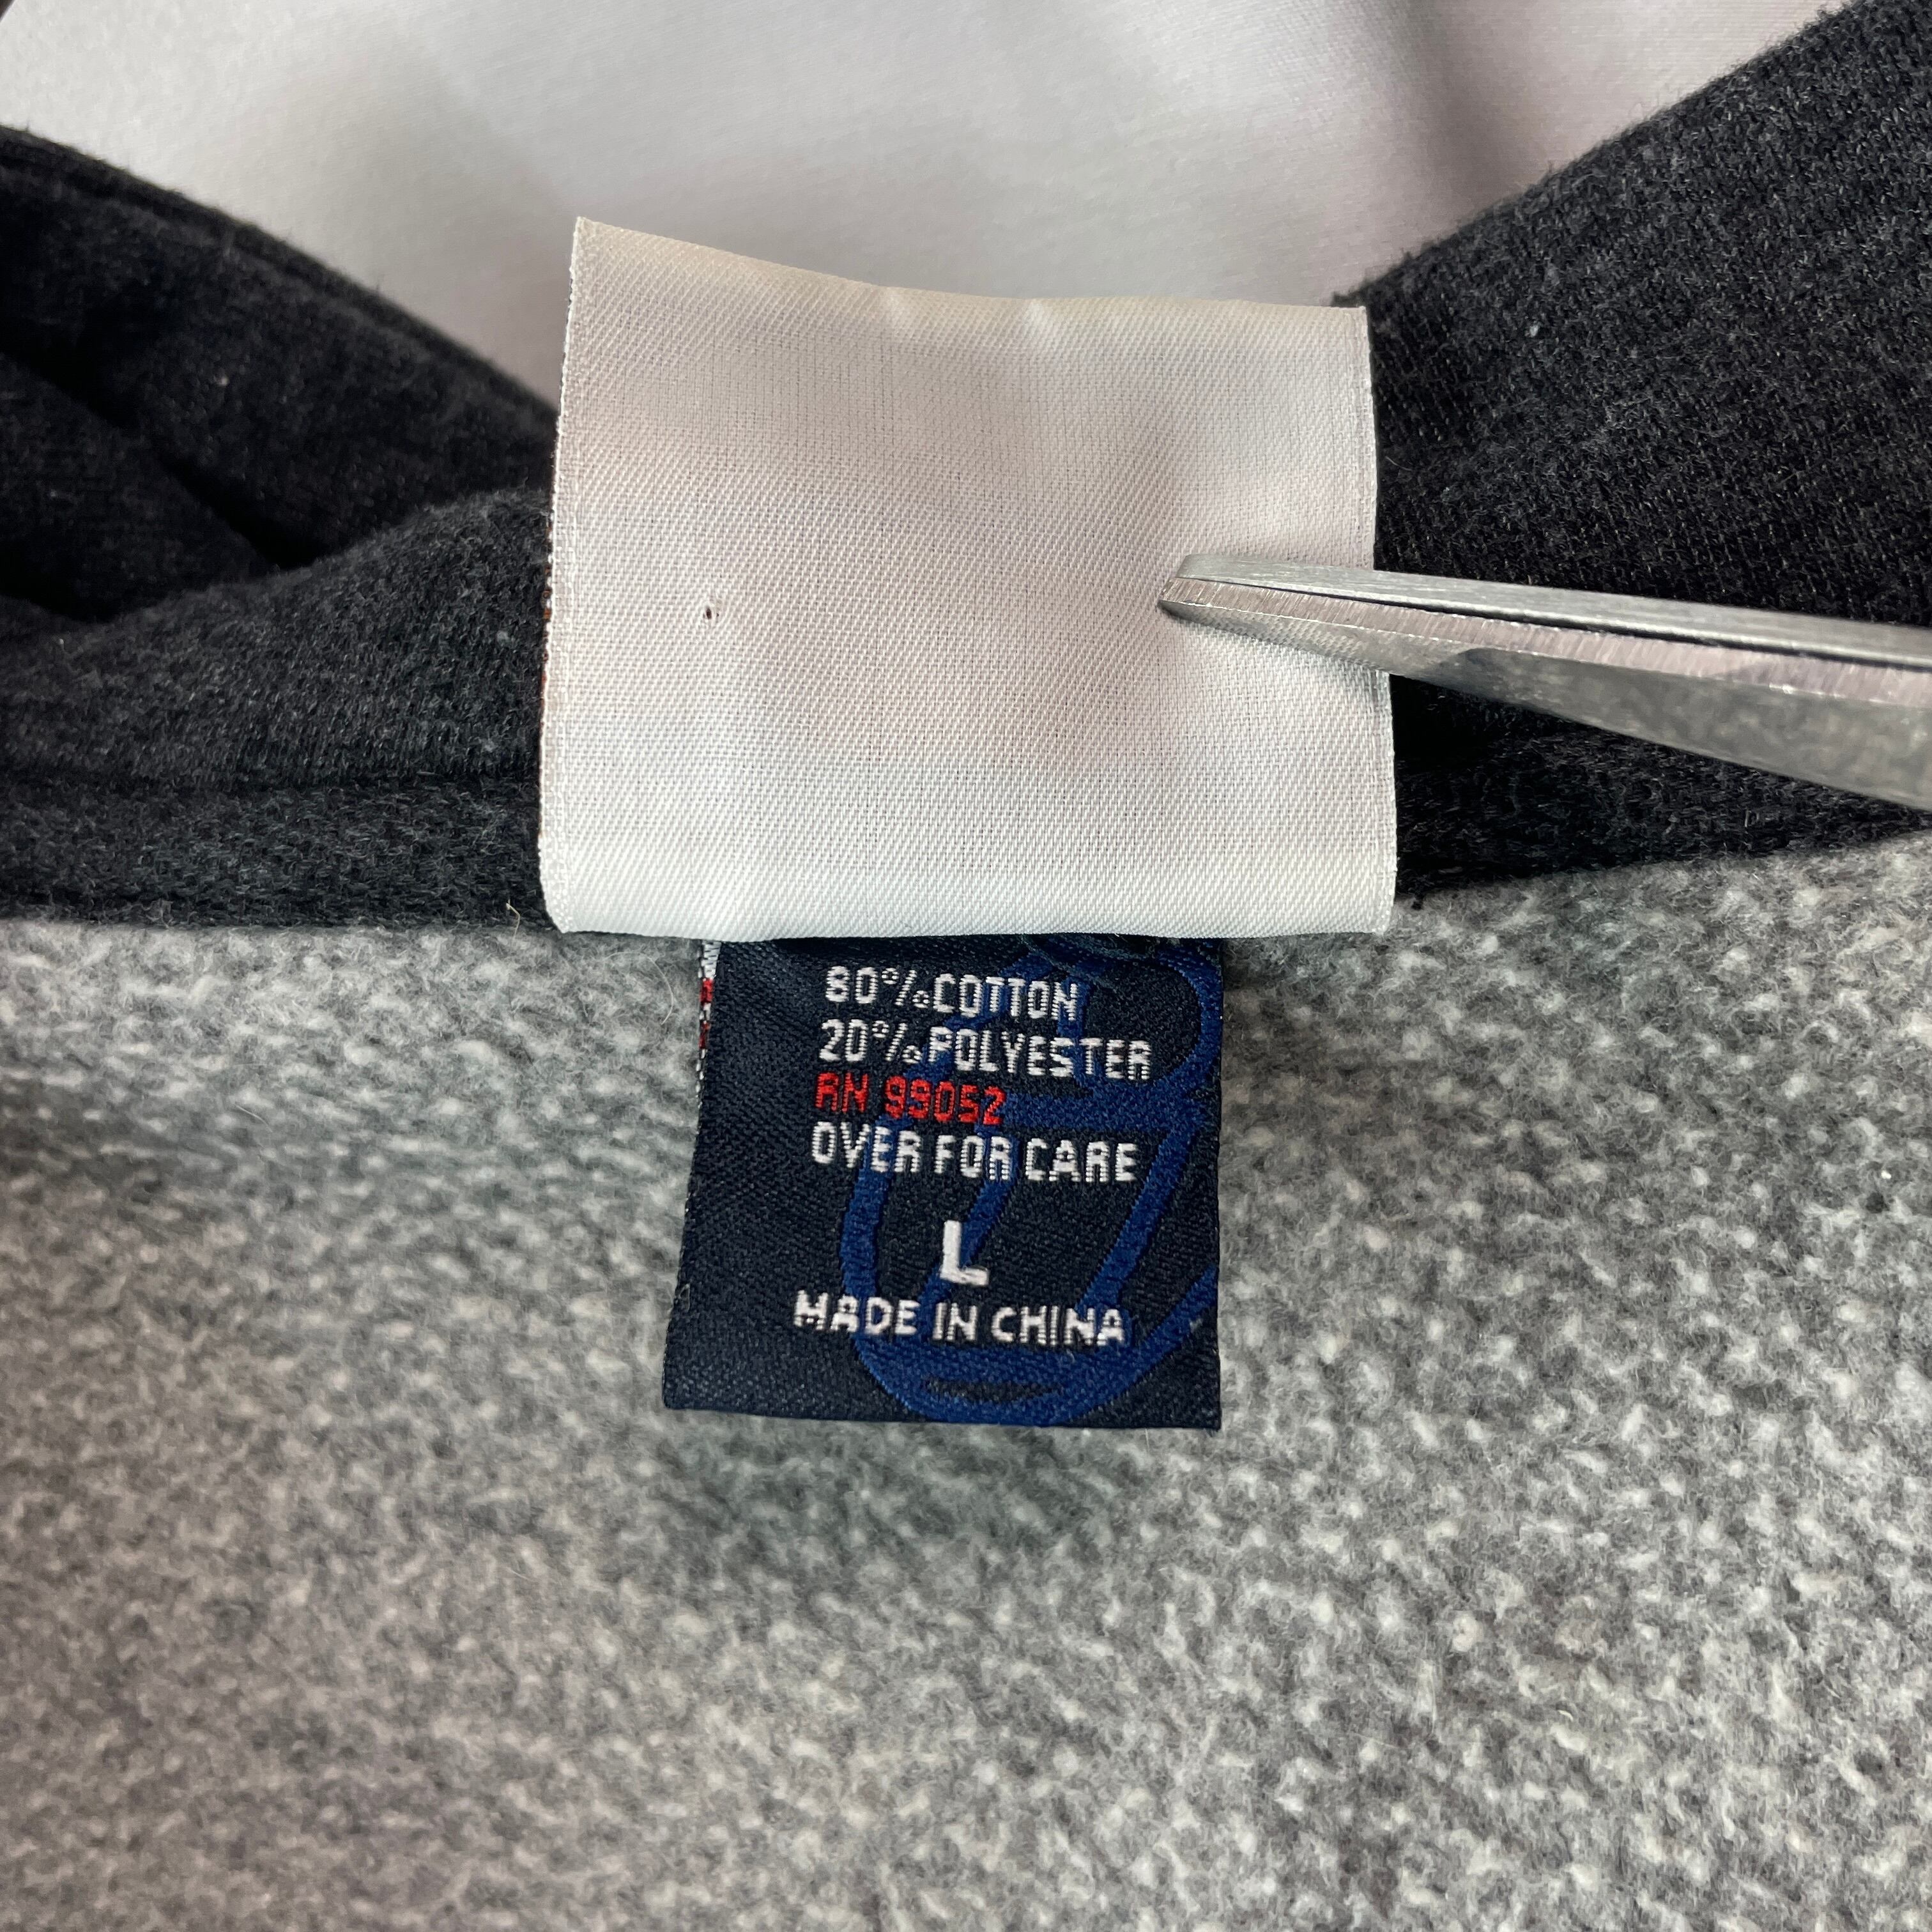 80% COTTON
20% POLYESTER
RN 99052
OVER FOR CARE
L
MADE IN CHINA